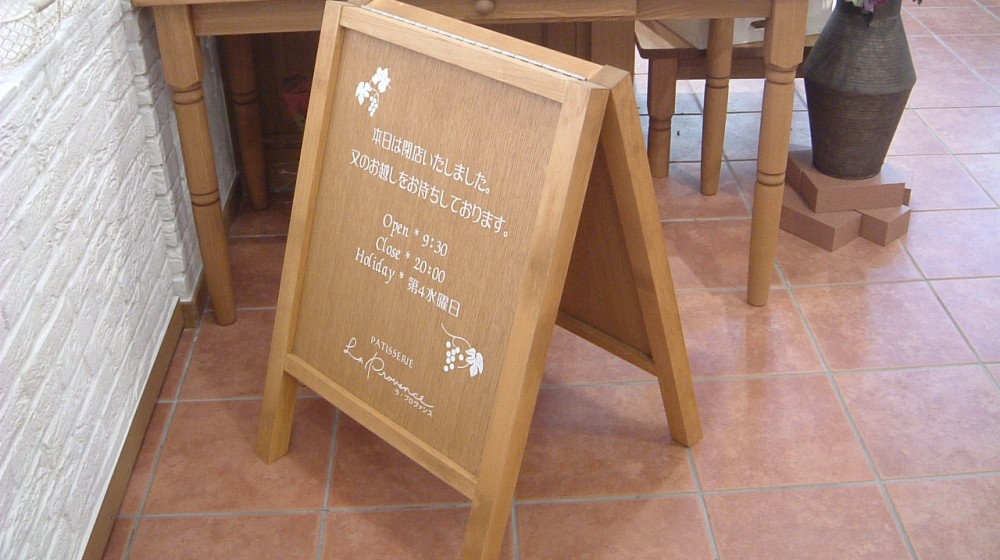 本日は閉店いたしました。
又のお越しをお待ちしております。
Open * 9:30
Close * 20:00
Holiday * 第4水曜日
PATISSERIE
La Provence
ラ・プロヴァンス